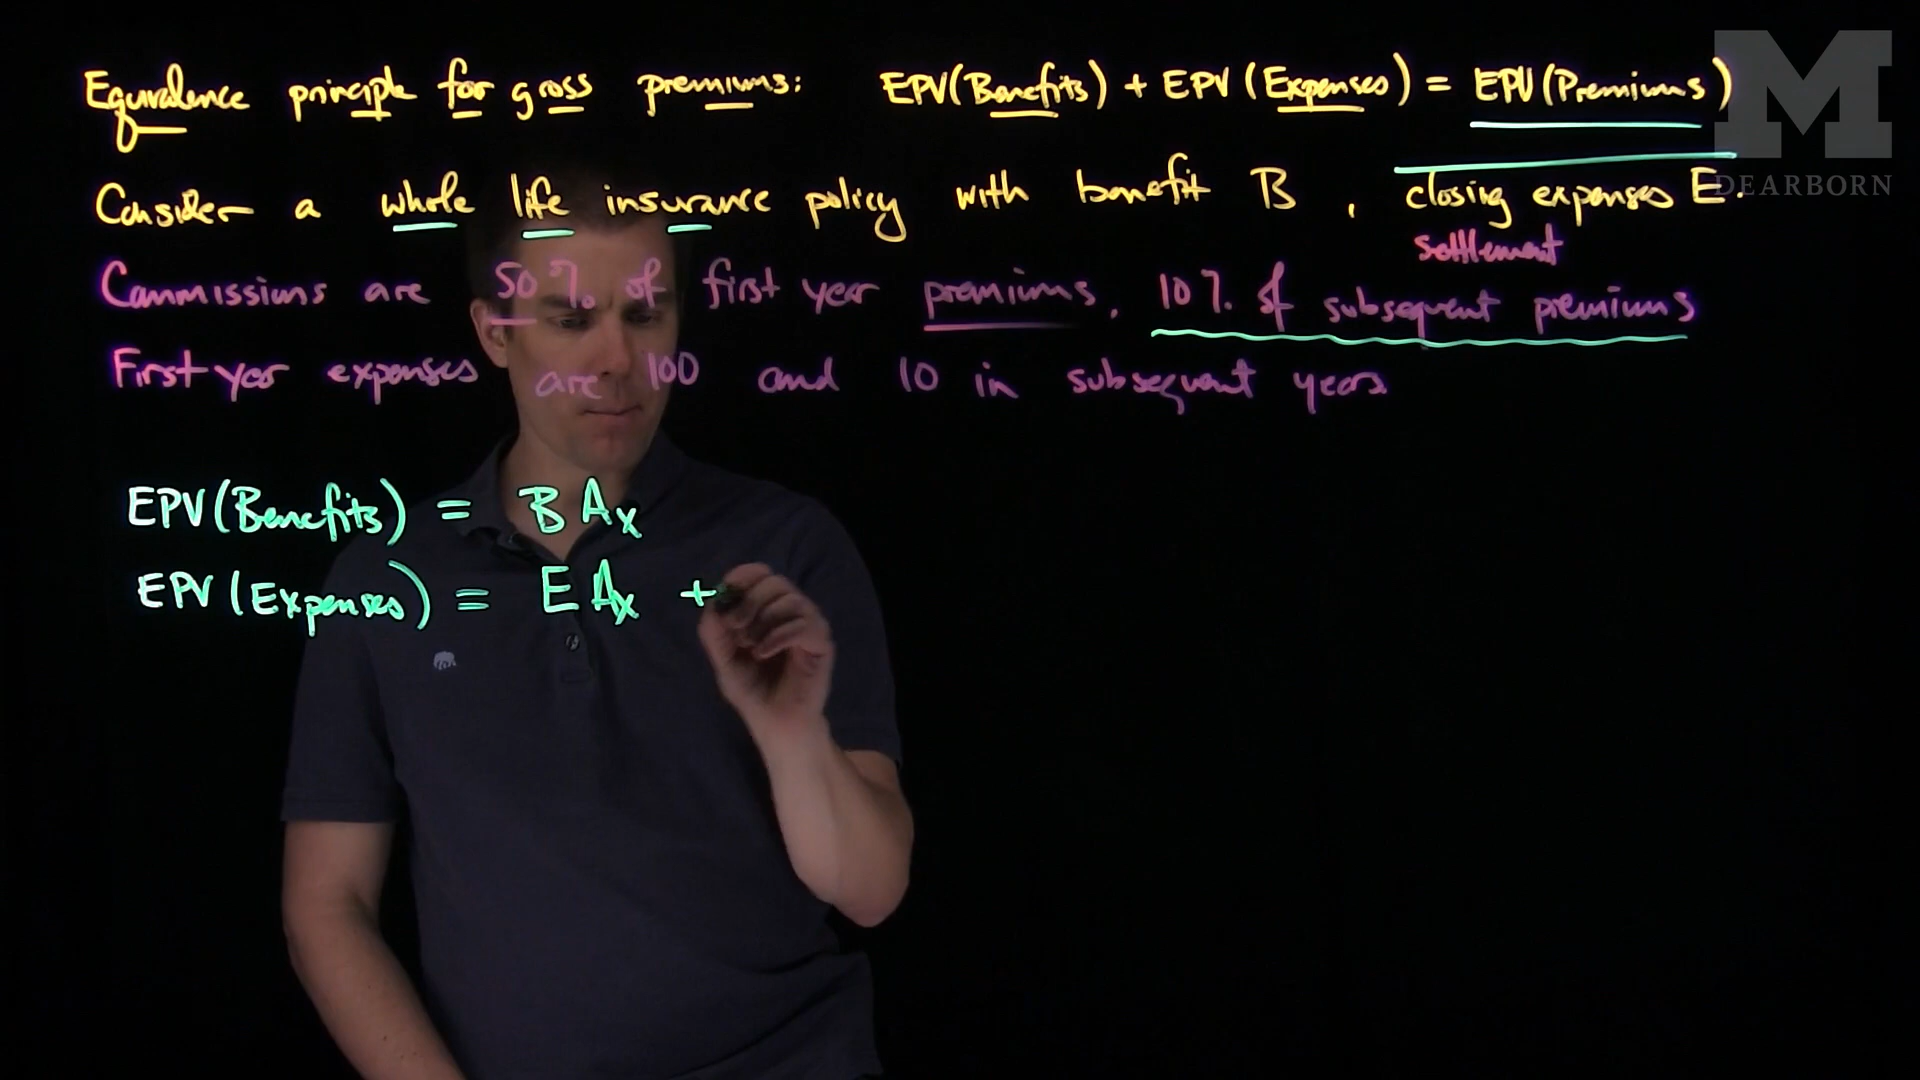 Equivalence principle for gross premiums: EPV(Benefits) + EPV(Expenses) = EPV(Premiums)
Consider a whole life insurance policy with benefit B, closing expenses E.
settlement
Commissions are 50% of first year premiums, 10% of subsequent premiums
First year expenses are 100 and 10 in subsequent years
EPV(Benefits) = B Ax
EPV(Expenses) = E Ax +
M
DEARBORN